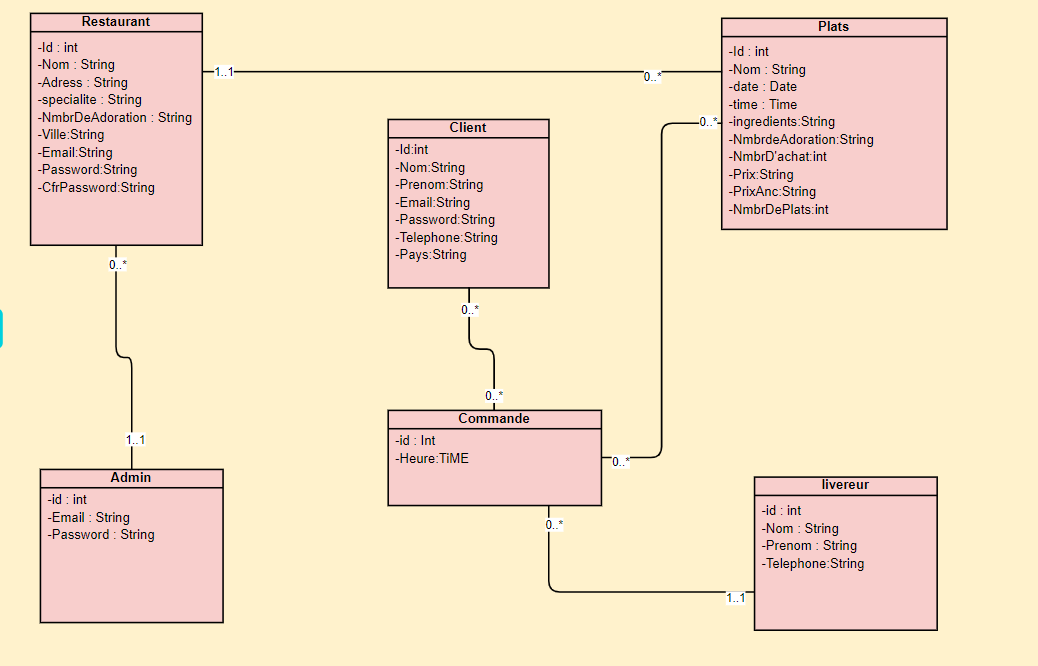 Restaurant
-Id : int
-Nom : String
-Adress : String
-specialite : String
-NmbrDeAdoration : String
-Ville:String
-Email:String
-Password:String
-CfrPassword:String
1..1
0..*
Plats
-Id : int
-Nom : String
-date : Date
-time : Time
-ingredients:String
-NmbrdeAdoration:String
-NmbrD'achat:int
-Prix:String
-PrixAnc:String
-NmbrDePlats:int
0..*
Client
-Id:int
-Nom:String
-Prenom:String
-Email:String
-Password:String
-Telephone:String
-Pays:String
0..*
0..*
0..*
Commande
-id : Int
-Heure:TiME
0..*
0..*
1..1
Admin
-id : int
-Email : String
-Password : String
livereur
-id : int
-Nom : String
-Prenom : String
-Telephone:String
1..1